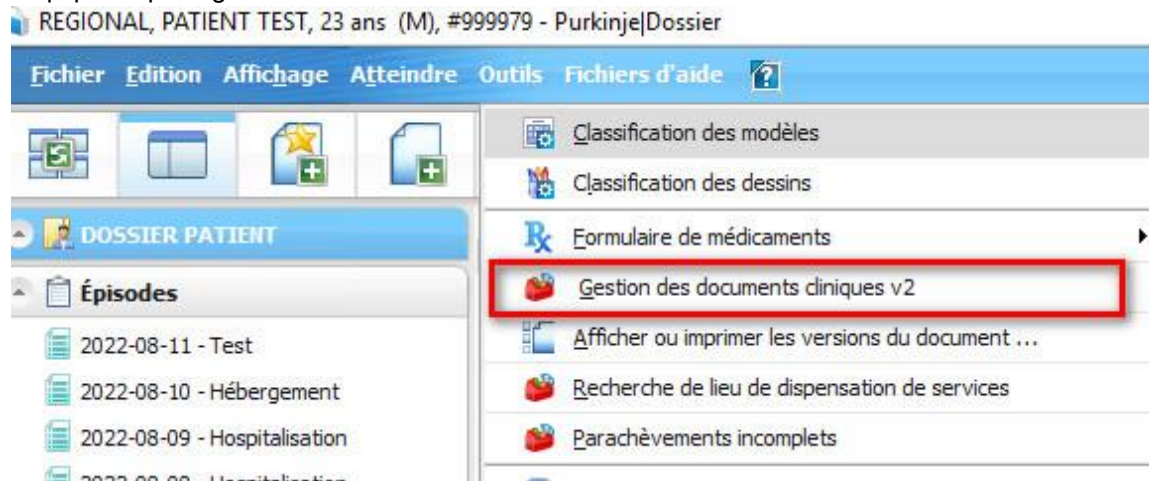 REGIONAL, PATIENT TEST, 23 ans (M), #999979 - Purkinje|Dossier
Fichier Edition Affichage Atteindre Outils Fichiers d'aide ?
Classification des modèles
Classification des dessins
DOSSIER PATIENT
Formulaire de médicaments
Épisodes
Gestion des documents cliniques v2
2022-08-11 - Test
Afficher ou imprimer les versions du document ...
2022-08-10 - Hébergement
Recherche de lieu de dispensation de services
2022-08-09 - Hospitalisation
Parachèvements incomplets